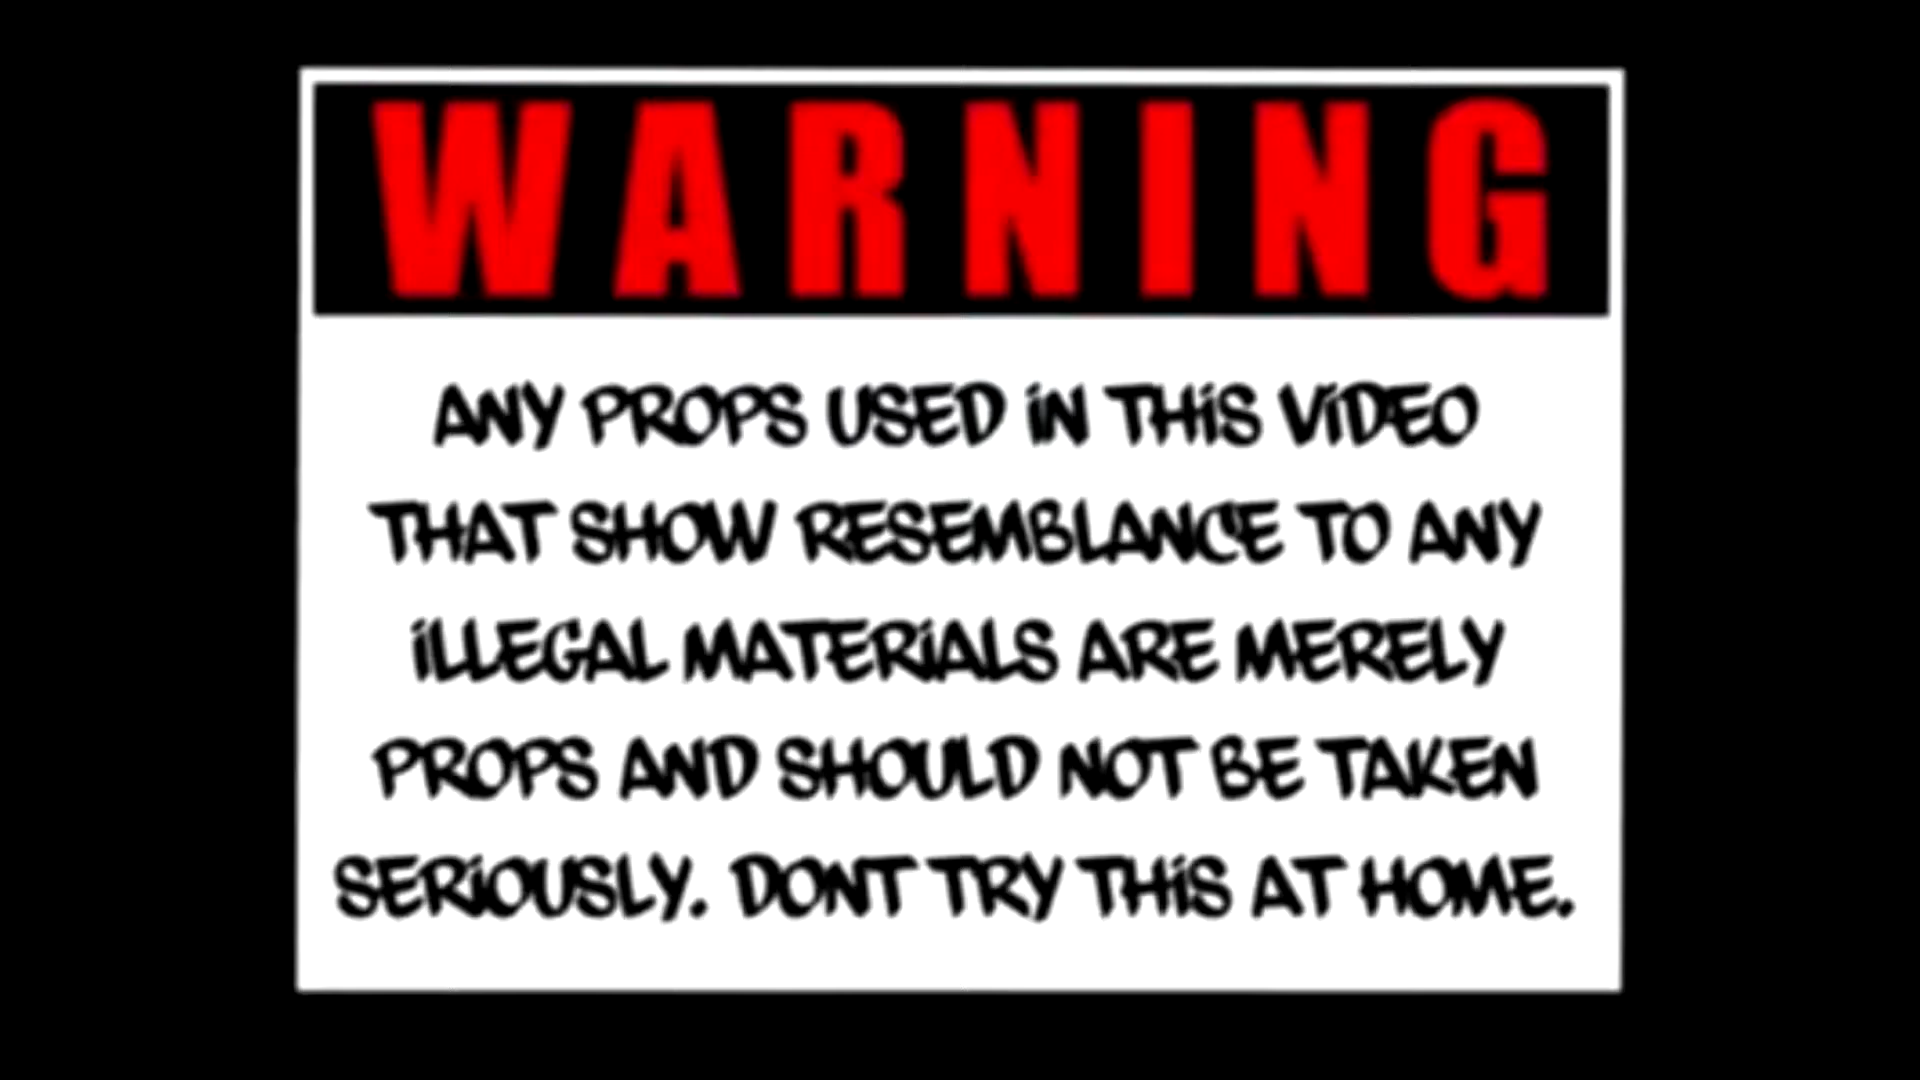 WARNING
ANY PROPS USED iN THiS ViDEO
THAT SHOW RESEMBLANCE TO ANY
iLLEGAL MATERiALS ARE MERELY
PROPS AND SHOULD NOT BE TAKEN
SERiOUSLY. DONT TRY THiS AT HOME.